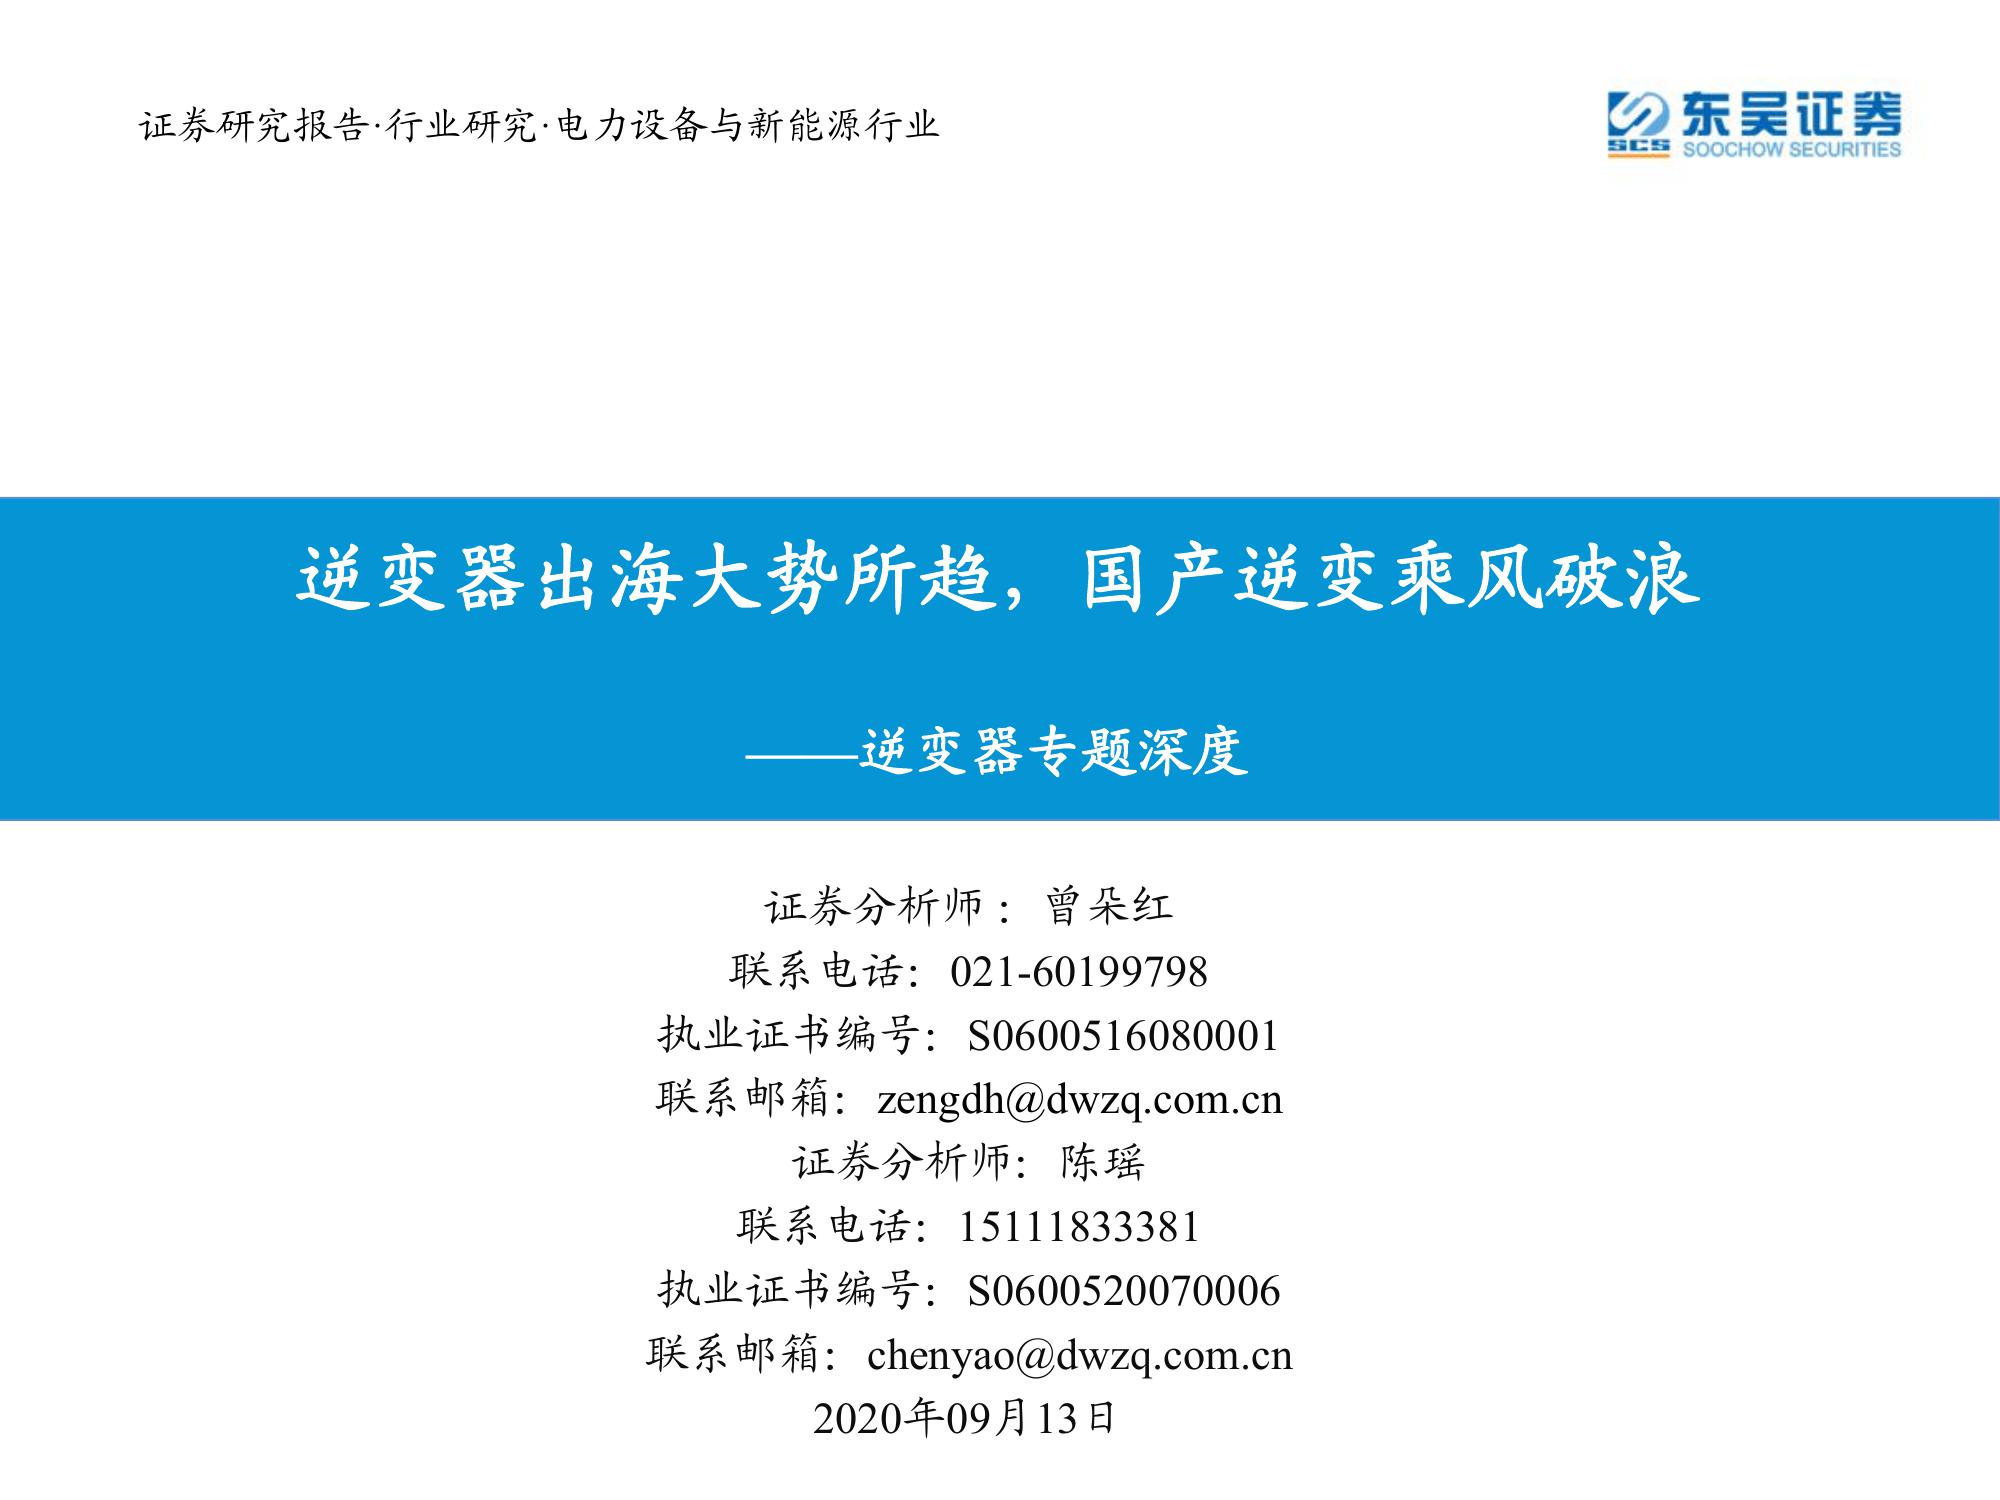 证券研究报告·行业研究·电力设备与新能源行业
东吴证券
SCS
SOOCHOW SECURITIES
逆变器出海大势所趋，国产逆变乘风破浪
——逆变器专题深度
证券分析师： 曾朵红
联系电话：021-60199798
执业证书编号：S0600516080001
联系邮箱：zengdh@dwzq.com.cn
证券分析师：陈瑶
联系电话：15111833381
执业证书编号：S0600520070006
联系邮箱：chenyao@dwzq.com.cn
2020年09月13日